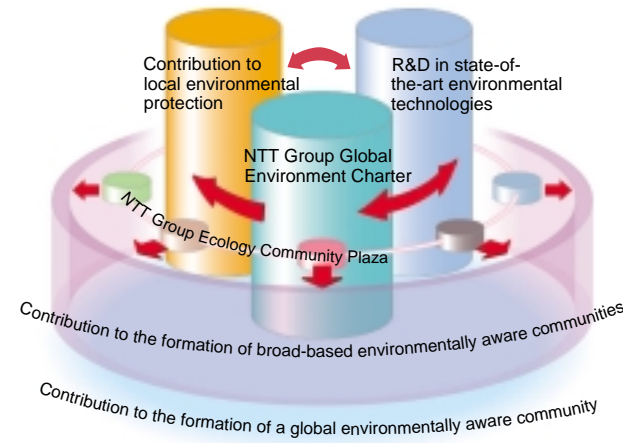 Contribution to
local environmental
protection
R&D in state-of-
the-art environmental
technologies
NTT Group Global
Environment Charter
NTT Group Ecology Community Plaza
Contribution to the formation of broad-based environmentally aware communities
Contribution to the formation of a global environmentally aware community